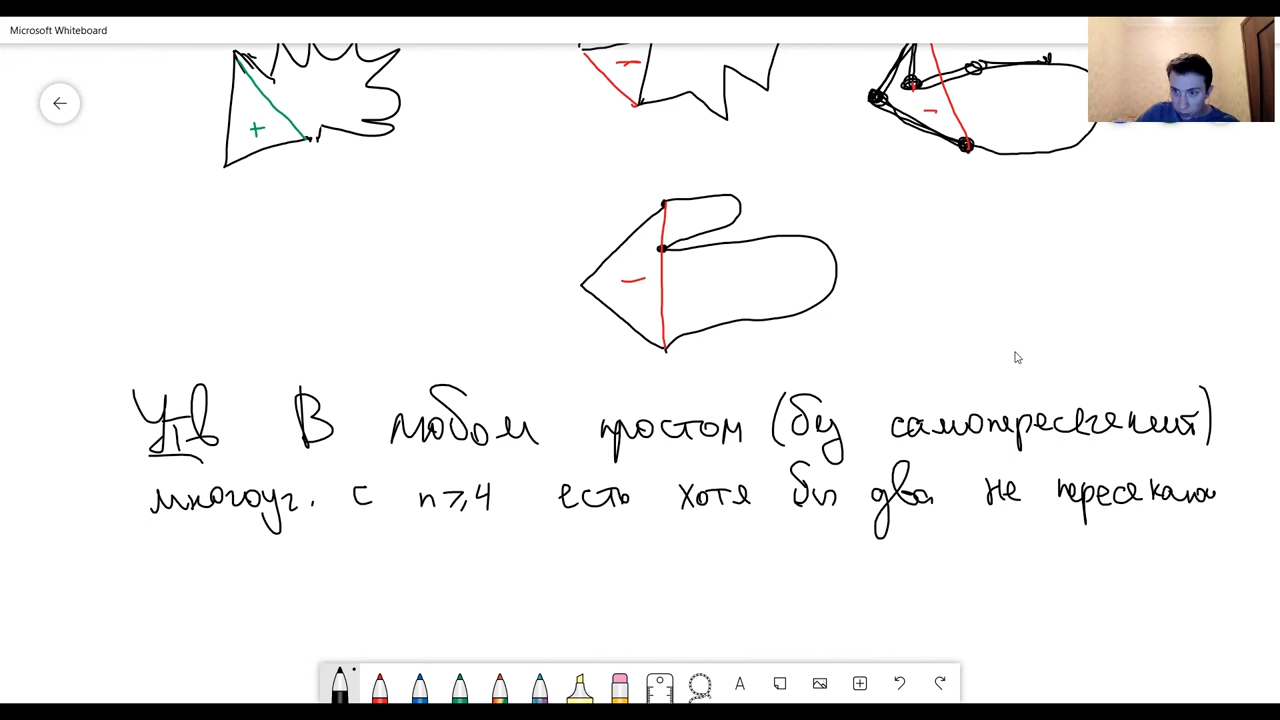 Microsoft Whiteboard
+
-
-
-
Утв В любом простом (без самопересечений)
многоуг. с n ⩾ 4 есть хотя бы два не пересекаю
A